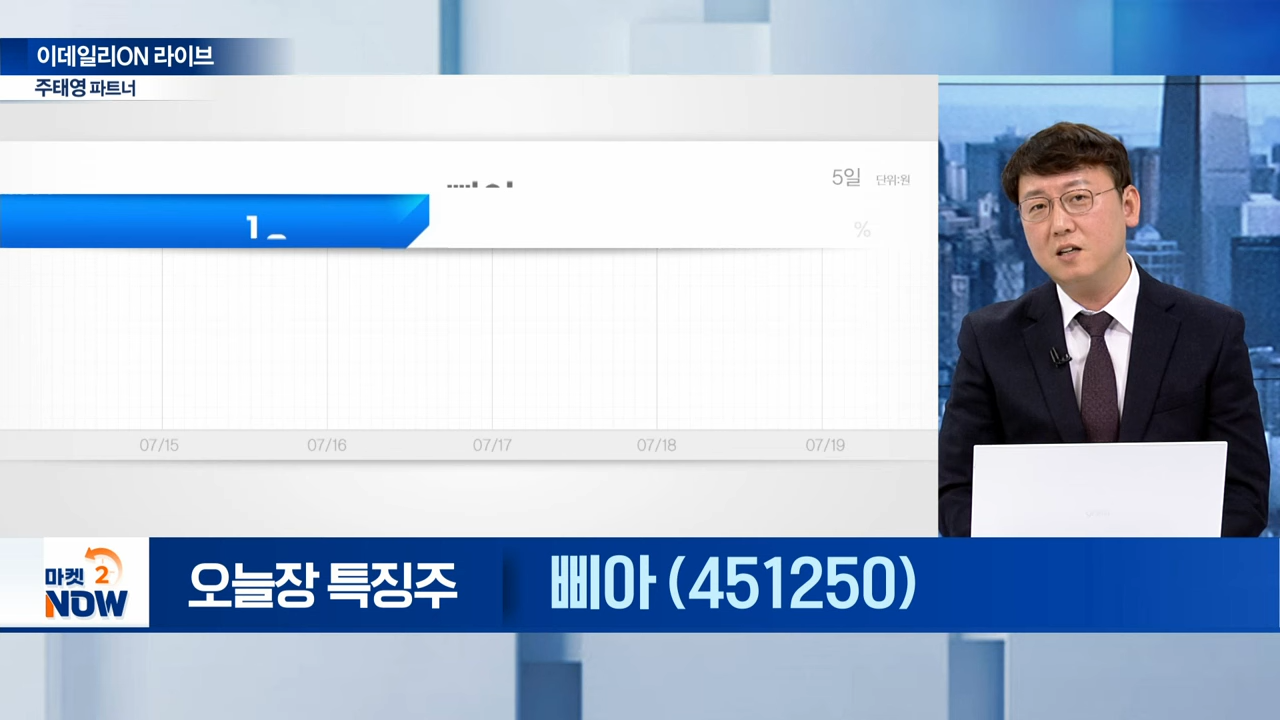 이데일리ON 라이브
주태영 파트너
5일 단위:원
%
07/15 07/16 07/17 07/18 07/19
마켓 2
NOW
오늘장 특징주 삐아 (451250)